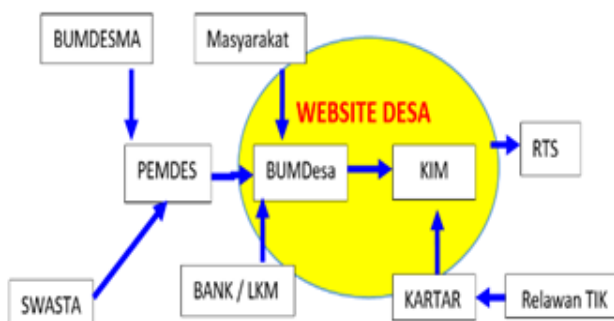 BUMDESMA
Masyarakat
WEBSITE DESA
PEMDES
BUMDesa
KIM
RTS
SWASTA
BANK / LKM
KARTAR
Relawan TIK